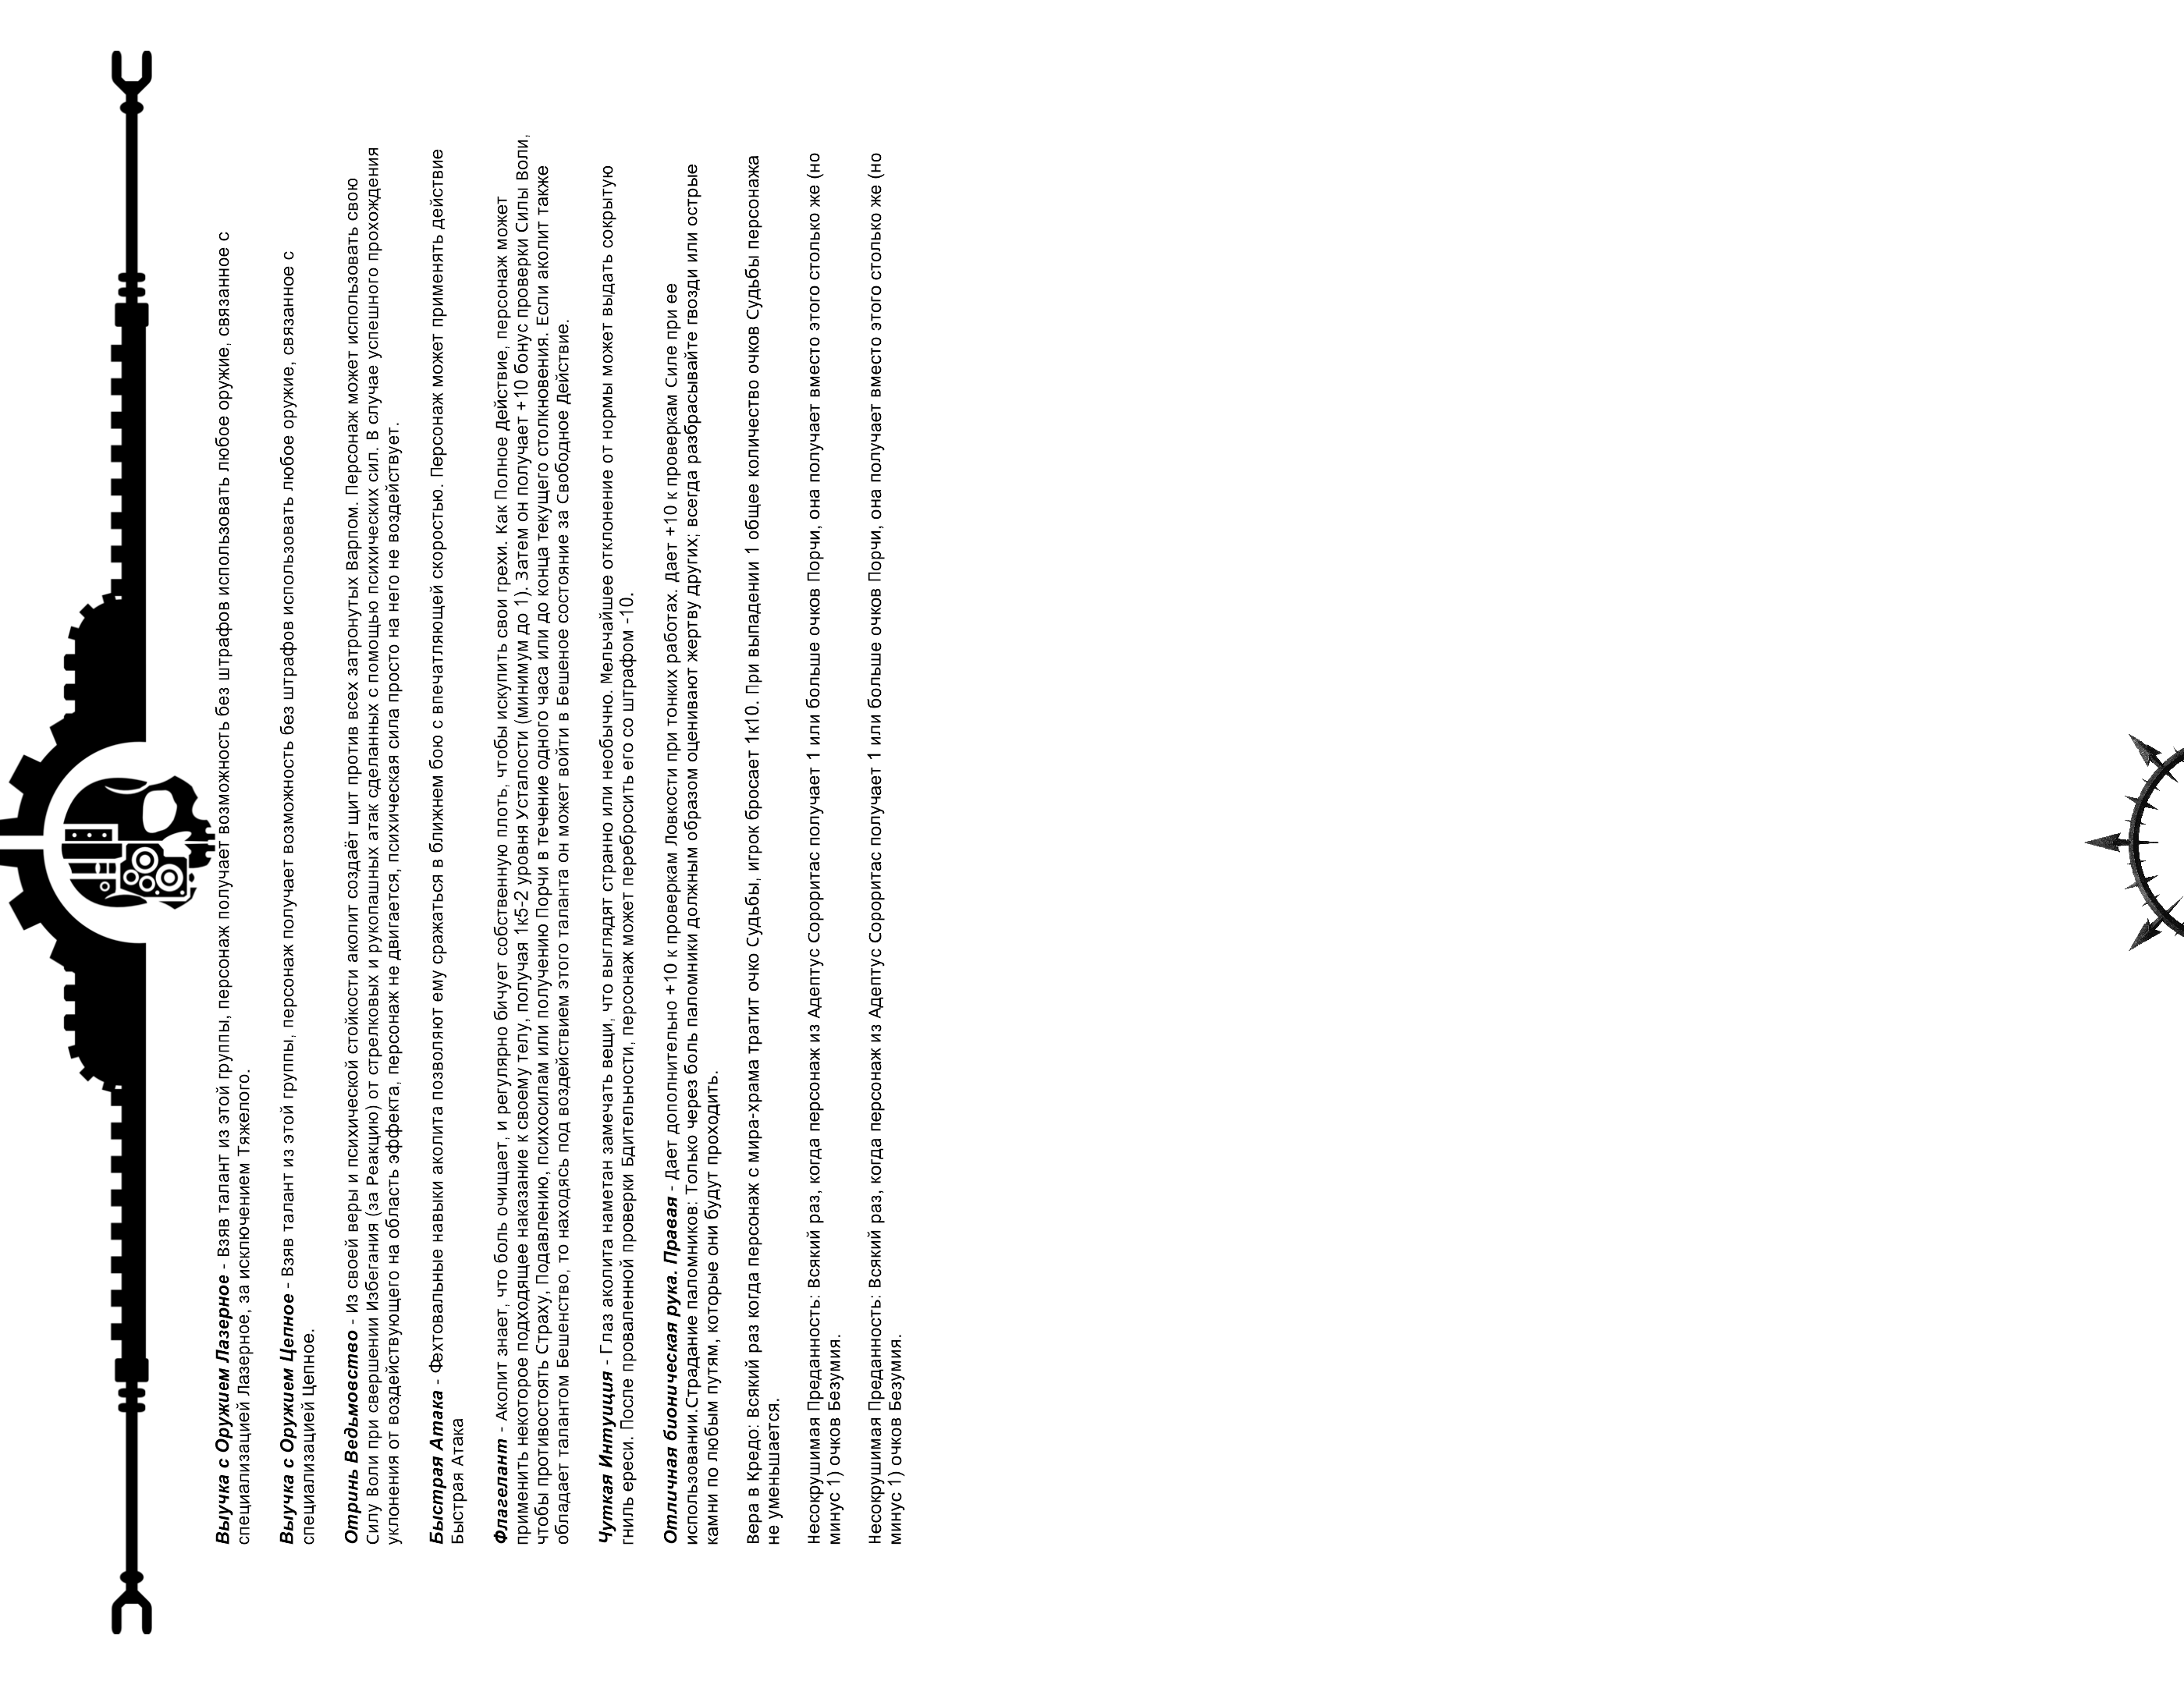 Выучка с Оружием Лазерное - Взяв талант из этой группы, персонаж получает возможность без штрафов использовать любое оружие, связанное с
специализацией Лазерное, за исключением Тяжелого.
Выучка с Оружием Цепное - Взяв талант из этой группы, персонаж получает возможность без штрафов использовать любое оружие, связанное с
специализацией Цепное.
Отринь Ведьмовство - Из своей веры и психической стойкости аколит создаёт щит против всех затронутых Варпом. Персонаж может использовать свою
Силу Воли при свершении Избегания (за Реакцию) от стрелковых и рукопашных атак сделанных с помощью психических сил. В случае успешного прохождения
уклонения от воздействующего на область эффекта, персонаж не двигается, психическая сила просто на него не воздействует.
Быстрая Атака - Фехтовальные навыки аколита позволяют ему сражаться в ближнем бою с впечатляющей скоростью. Персонаж может применять действие
Быстрая Атака
Флагелант - Аколит знает, что боль очищает, и регулярно бичует собственную плоть, чтобы искупить свои грехи. Как Полное Действие, персонаж может
применить некоторое подходящее наказание к своему телу, получая 1к5-2 уровня Усталости (минимум до 1). Затем он получает +10 бонус проверки Силы Воли,
чтобы противостоять Страху, Подавлению, психосилам или получению Порчи в течение одного часа или до конца текущего столкновения. Если аколит также
обладает талантом Бешенство, то находясь под воздействием этого таланта он может войти в Бешеное состояние за Свободное Действие.
Чуткая Интуиция - Глаз аколита наметан замечать вещи, что выглядят странно или необычно. Мельчайшее отклонение от нормы может выдать сокрытую
гниль ереси. После проваленной проверки Бдительности, персонаж может перебросить его со штрафом -10.
Отличная бионическая рука. Правая - Дает дополнительно +10 к проверкам Ловкости при тонких работах. Дает +10 к проверкам Силе при ее
использовании.Страдание паломников: Только через боль паломники должным образом оценивают жертву других; всегда разбрасывайте гвозди или острые
камни по любым путям, которые они будут проходить.
Вера в Кредо: Всякий раз когда персонаж с мира-храма тратит очко Судьбы, игрок бросает 1к10. При выпадении 1 общее количество очков Судьбы персонажа
не уменьшается.
Несокрушимая Преданность: Всякий раз, когда персонаж из Адептус Сороритас получает 1 или больше очков Порчи, она получает вместо этого столько же (но
минус 1) очков Безумия.
Несокрушимая Преданность: Всякий раз, когда персонаж из Адептус Сороритас получает 1 или больше очков Порчи, она получает вместо этого столько же (но
минус 1) очков Безумия.